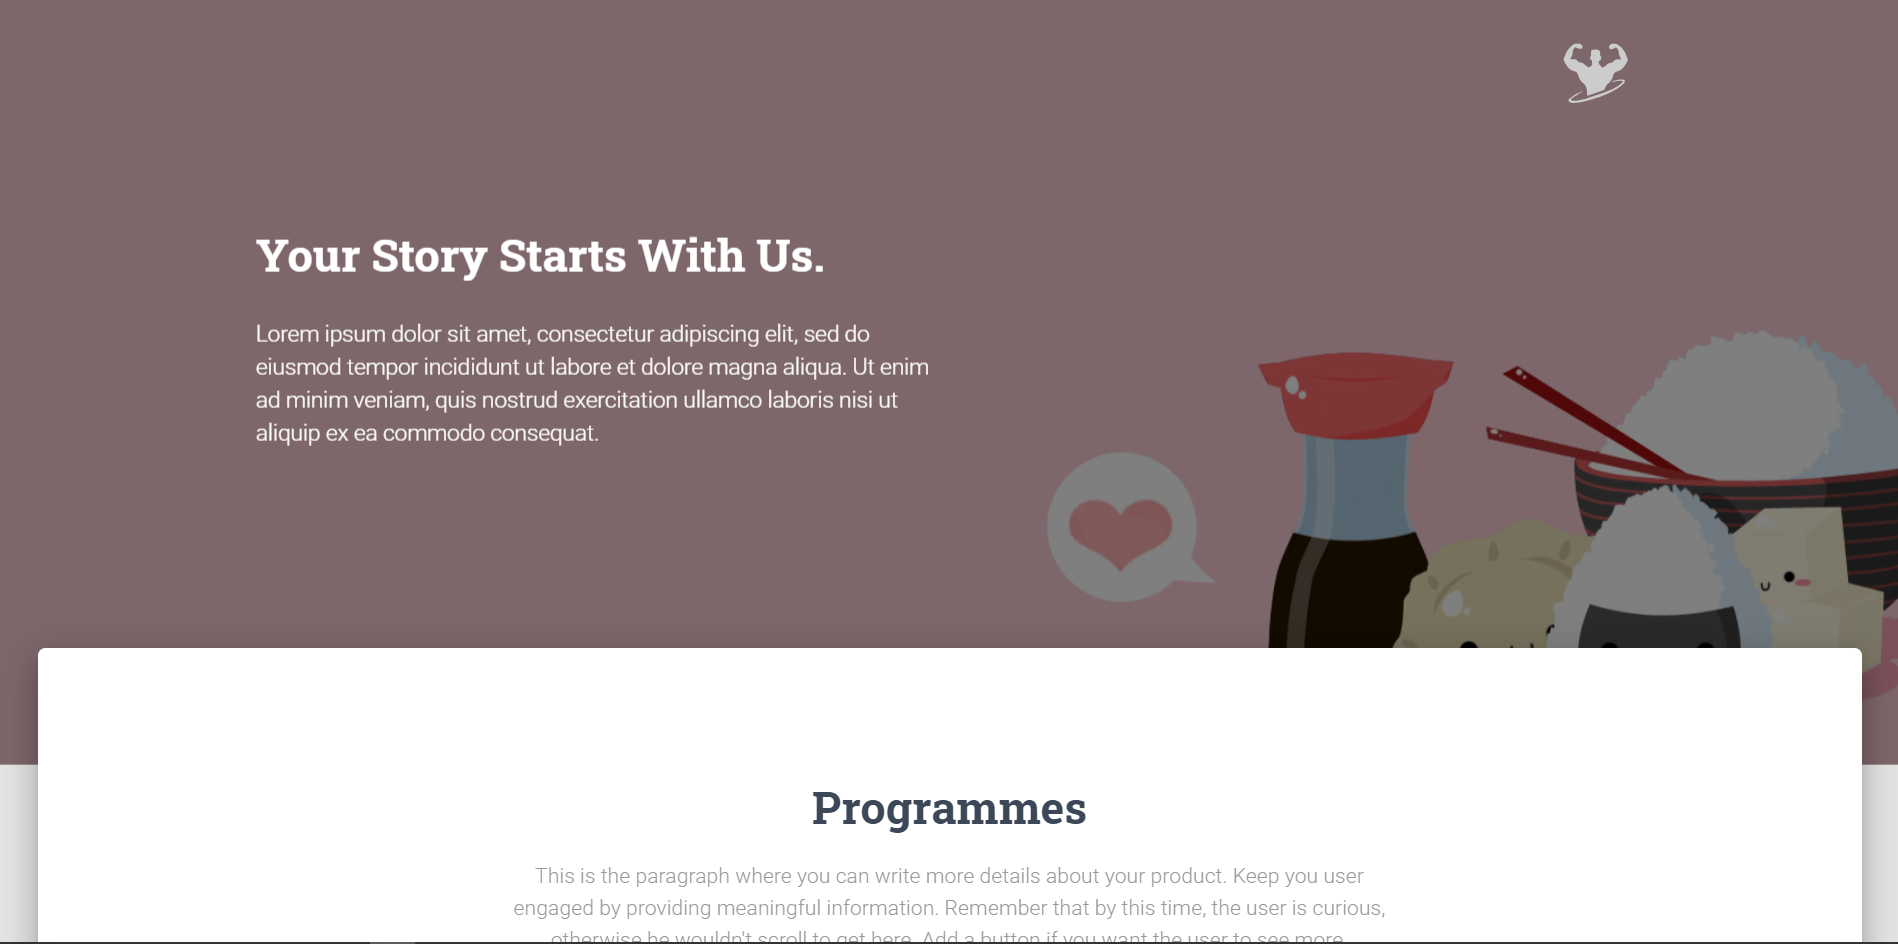 Your Story Starts With Us.
Lorem ipsum dolor sit amet, consectetur adipiscing elit, sed do
eiusmod tempor incididunt ut labore et dolore magna aliqua. Ut enim
ad minim veniam, quis nostrud exercitation ullamco laboris nisi ut
aliquip ex ea commodo consequat.
Programmes
This is the paragraph where you can write more details about your product. Keep you user
engaged by providing meaningful information. Remember that by this time, the user is curious,
otherwise he wouldn't scroll to get here. Add a button if you want the user to see more.